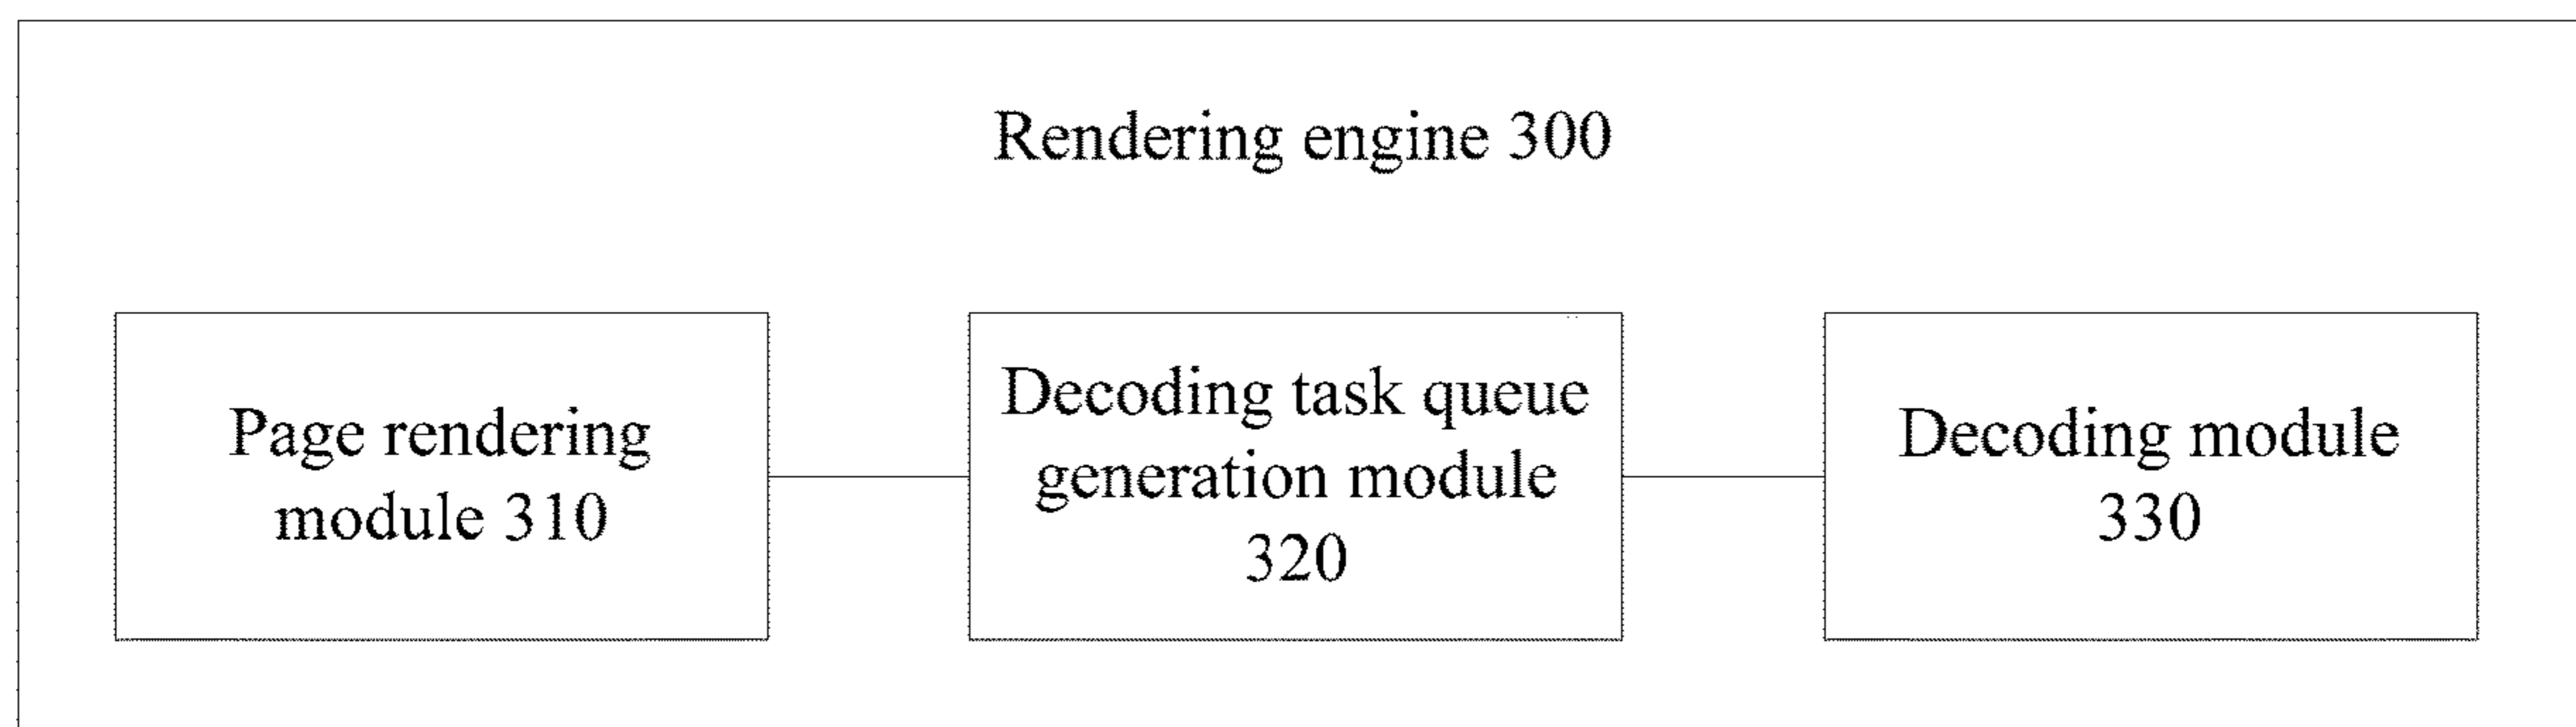 Rendering engine 300
Page rendering
module 310
Decoding task queue
generation module
320
Decoding module
330